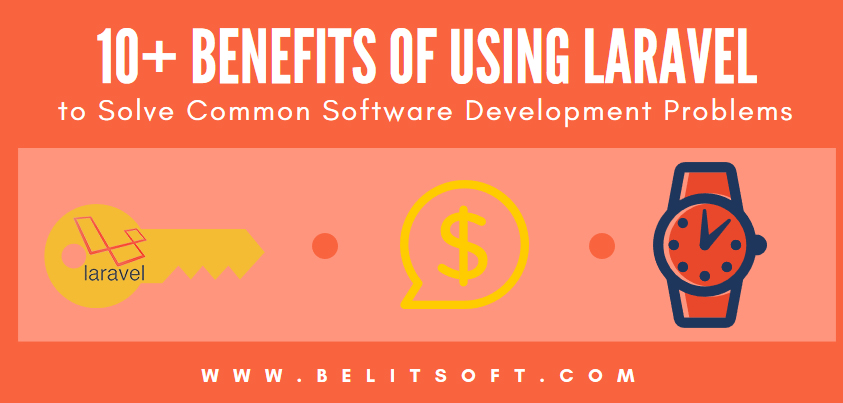 10+ BENEFITS OF USING LARAVEL
to Solve Common Software Development Problems
laravel
$
WWW.BELITSOFT.COM